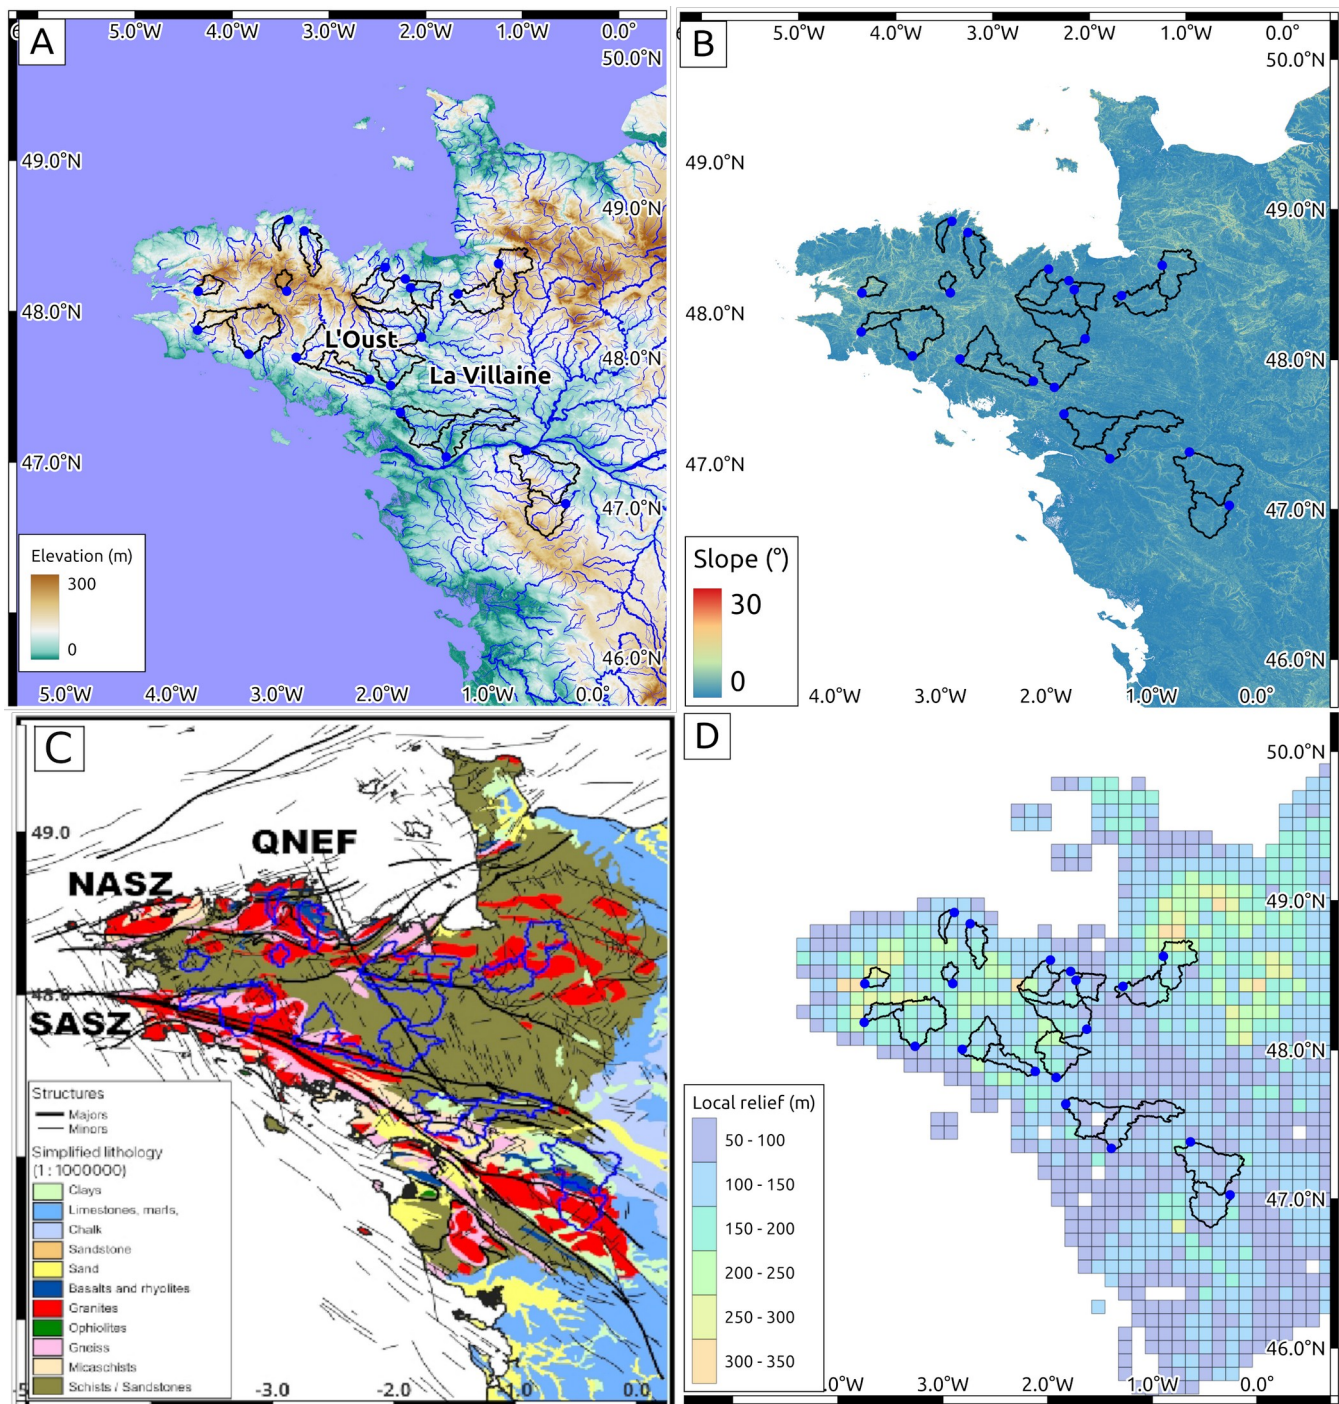 A
5.0°W 4.0°W 3.0°W 2.0°W 1.0°W 0.0°
50.0°N
49.0°N
49.0°N
48.0°N
L'Oust
48.0°N
La Villaine
47.0°N
47.0°N
Elevation (m)
300
0
46.0°N
5.0°W 4.0°W 3.0°W 2.0°W 1.0°W 0.0°
B
5.0°W 4.0°W 3.0°W 2.0°W 1.0°W 0.0°
50.0°N
49.0°N
49.0°N
48.0°N
48.0°N
47.0°N
47.0°N
Slope (°)
30
0
46.0°N
4.0°W 3.0°W 2.0°W 1.0°W 0.0°
C
49.0
QNEF
NASZ
48.0
SASZ
Structures
Majors
Minors
Simplified lithology
(1 : 1000000)
Clays
Limestones, marls,
Chalk
Sandstone
Sand
Basalts and rhyolites
Granites
Ophiolites
Gneiss
Micaschists
Schists / Sandstones
-3.0 -2.0 -1.0 0.0
D
50.0°N
49.0°N
48.0°N
Local relief (m)
50 - 100
100 - 150
150 - 200
200 - 250
250 - 300
300 - 350
47.0°N
46.0°N
.0°W 3.0°W 2.0°W 1.0°W 0.0°